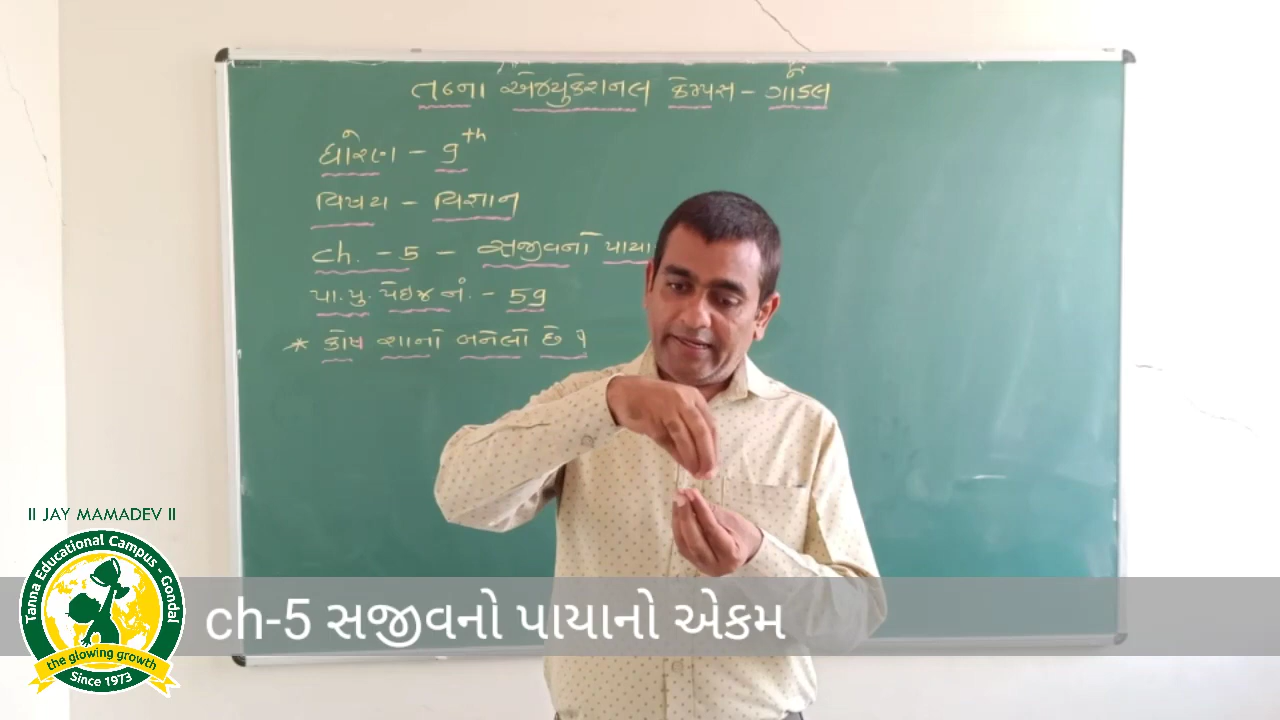 તન્ના એજ્યુકેશનલ કેમ્પસ - ગોંડલ
ધોરણ - 9th
વિષય - વિજ્ઞાન
ch. - 5 - સજીવનો પાયા
પા.પુ. પેઇજ નં. - 59
* કોષ શાનો બનેલો છે ?
II JAY MAMADEV II
Tanna Educational Campus - Gondal
the glowing growth
Since 1973
ch-5 સજીવનો પાયાનો એકમ